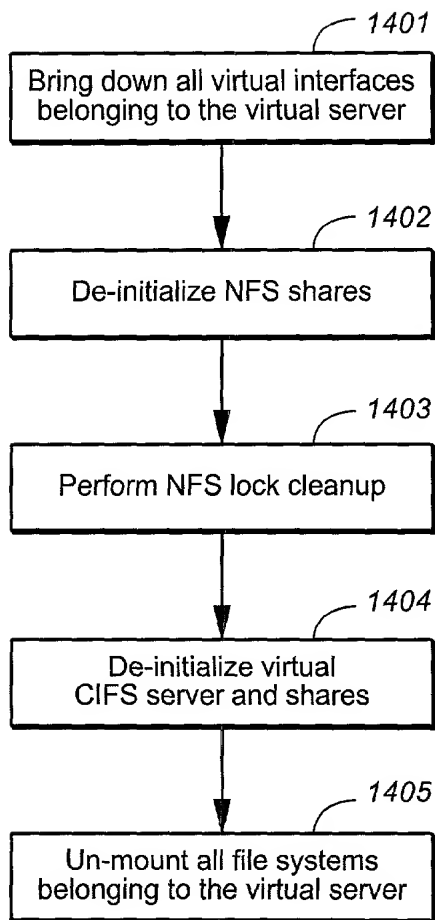 1401
Bring down all virtual interfaces
belonging to the virtual server
1402
De-initialize NFS shares
1403
Perform NFS lock cleanup
1404
De-initialize virtual
CIFS server and shares
1405
Un-mount all file systems
belonging to the virtual server